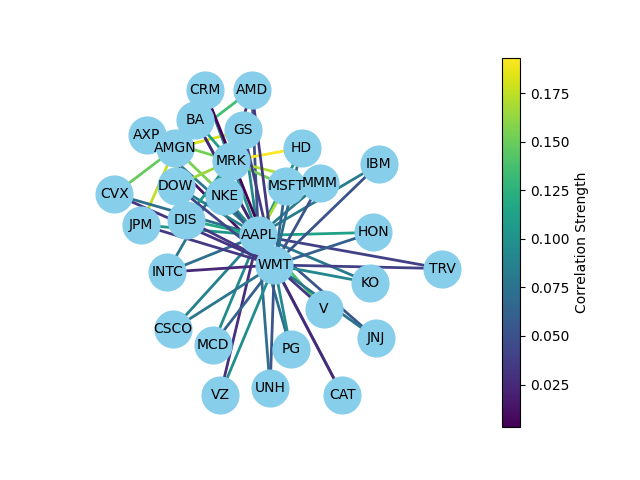 CRM
AMD
BA
GS
AXP
AMGN
HD
MRK
IBM
DOW
NKE
MSFT
MMM
CVX
JPM
DIS
AAPL
HON
INTC
WMT
TRV
KO
V
CSCO
MCD
PG
JNJ
VZ
UNH
CAT
0.175
0.150
0.125
0.100
0.075
0.050
0.025
Correlation Strength